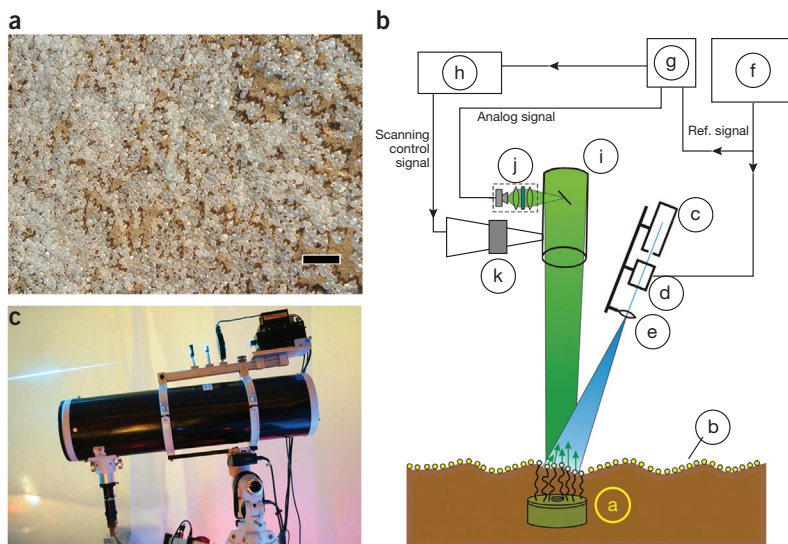 a
b
h
g
f
Analog signal
Ref. signal
Scanning
control
signal
j
i
c
k
d
e
b
a
c